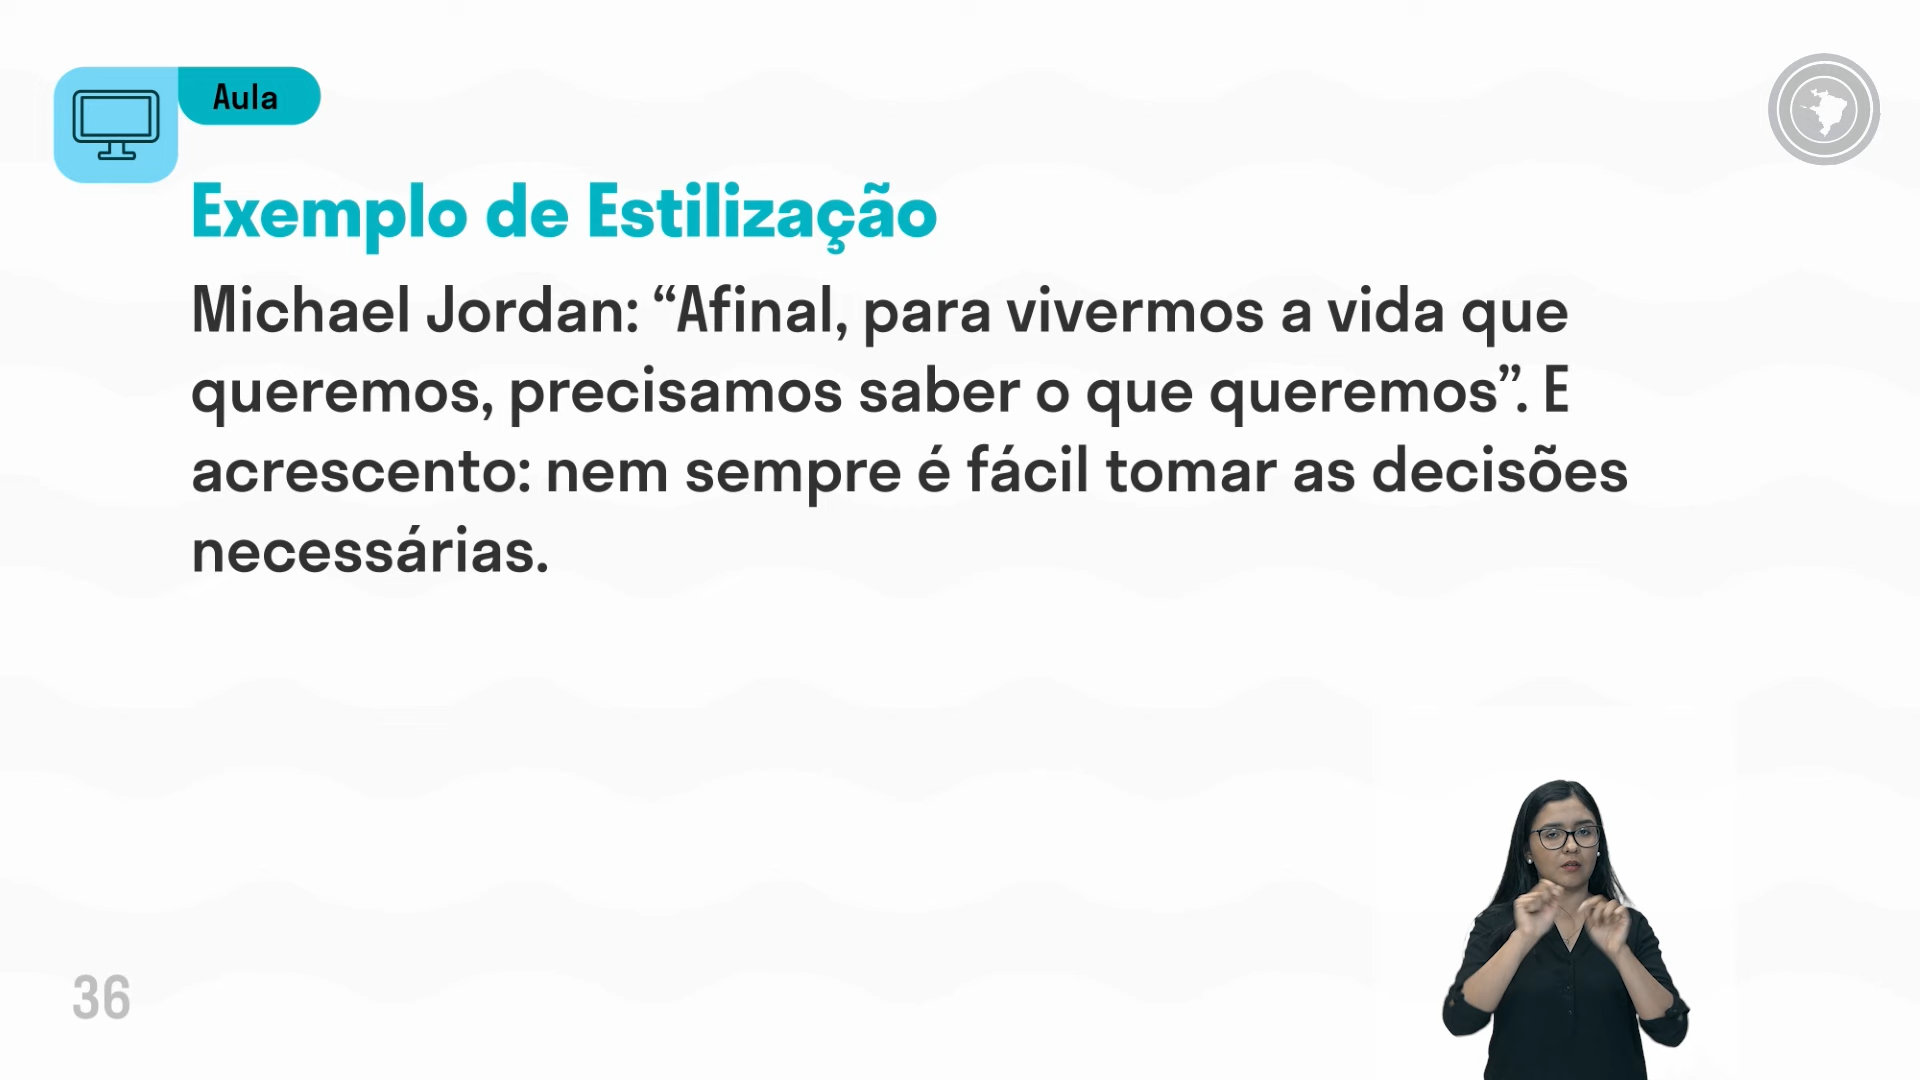 Aula
Exemplo de Estilização
Michael Jordan: “Afinal, para vivermos a vida que
queremos, precisamos saber o que queremos”. E
acrescento: nem sempre é fácil tomar as decisões
necessárias.
36